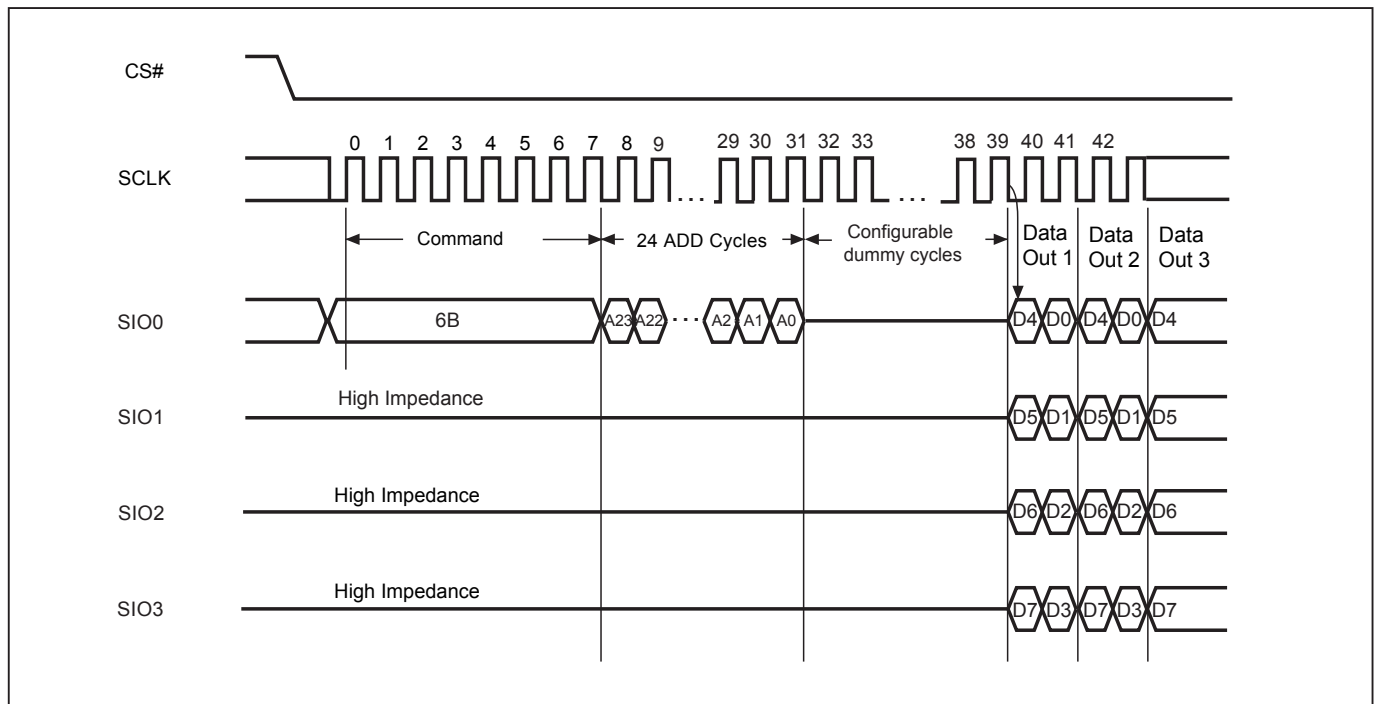 CS#
0 1 2 3 4 5 6 7 8 9 29 30 31 32 33 38 39 40 41 42
SCLK
. . . . . .
Command 24 ADD Cycles Configurable dummy cycles Data Out 1 Data Out 2 Data Out 3
SIO0 6B A23 A22 . . . A2 A1 A0 D4 D0 D4 D0 D4
High Impedance
SIO1 D5 D1 D5 D1 D5
High Impedance
SIO2 D6 D2 D6 D2 D6
High Impedance
SIO3 D7 D3 D7 D3 D7